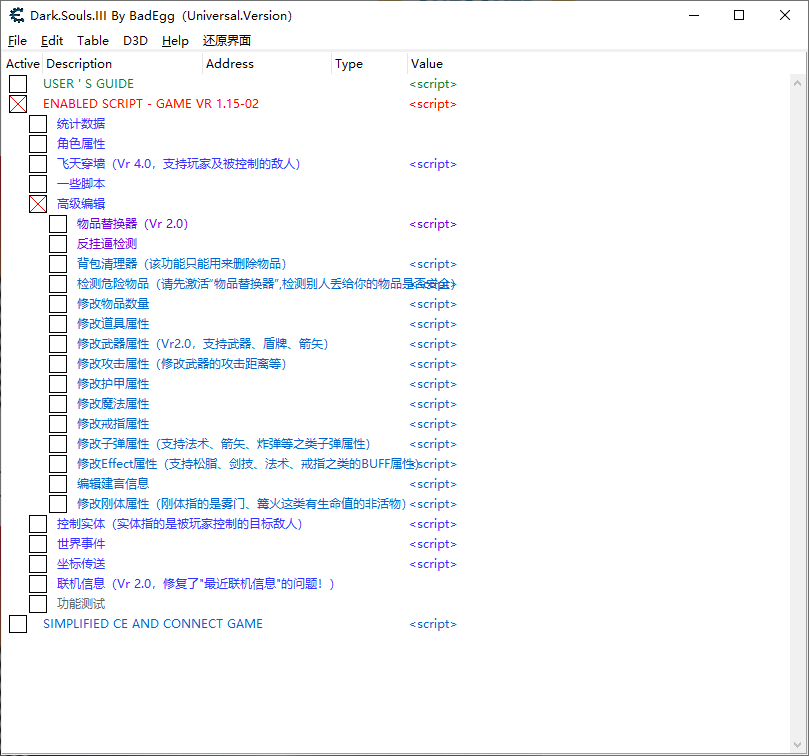 Dark.Souls.III By BadEgg (Universal.Version)
File Edit Table D3D Help 还原界面
Active Description Address Type Value
USER ' S GUIDE <script>
ENABLED SCRIPT - GAME VR 1.15-02 <script>
统计数据
角色属性
飞天穿墙（Vr 4.0，支持玩家及被控制的敌人） <script>
一些脚本
高级编辑
物品替换器（Vr 2.0） <script>
反挂逼检测
背包清理器（该功能只能用来删除物品） <script>
检测危险物品（请先激活“物品替换器”,检测别人丢给你的物品是否安全） <script>
修改物品数量 <script>
修改道具属性 <script>
修改武器属性（Vr2.0，支持武器、盾牌、箭矢） <script>
修改攻击属性（修改武器的攻击距离等） <script>
修改护甲属性 <script>
修改魔法属性 <script>
修改戒指属性 <script>
修改子弹属性（支持法术、箭矢、炸弹等之类子弹属性） <script>
修改Effect属性（支持松脂、剑技、法术、戒指之类的BUFF属性） <script>
编辑建言信息 <script>
修改刚体属性（刚体指的是雾门、篝火这类有生命值的非活物） <script>
控制实体（实体指的是被玩家控制的目标敌人） <script>
世界事件 <script>
坐标传送 <script>
联机信息（Vr 2.0，修复了"最近联机信息"的问题！）
功能测试
SIMPLIFIED CE AND CONNECT GAME <script>